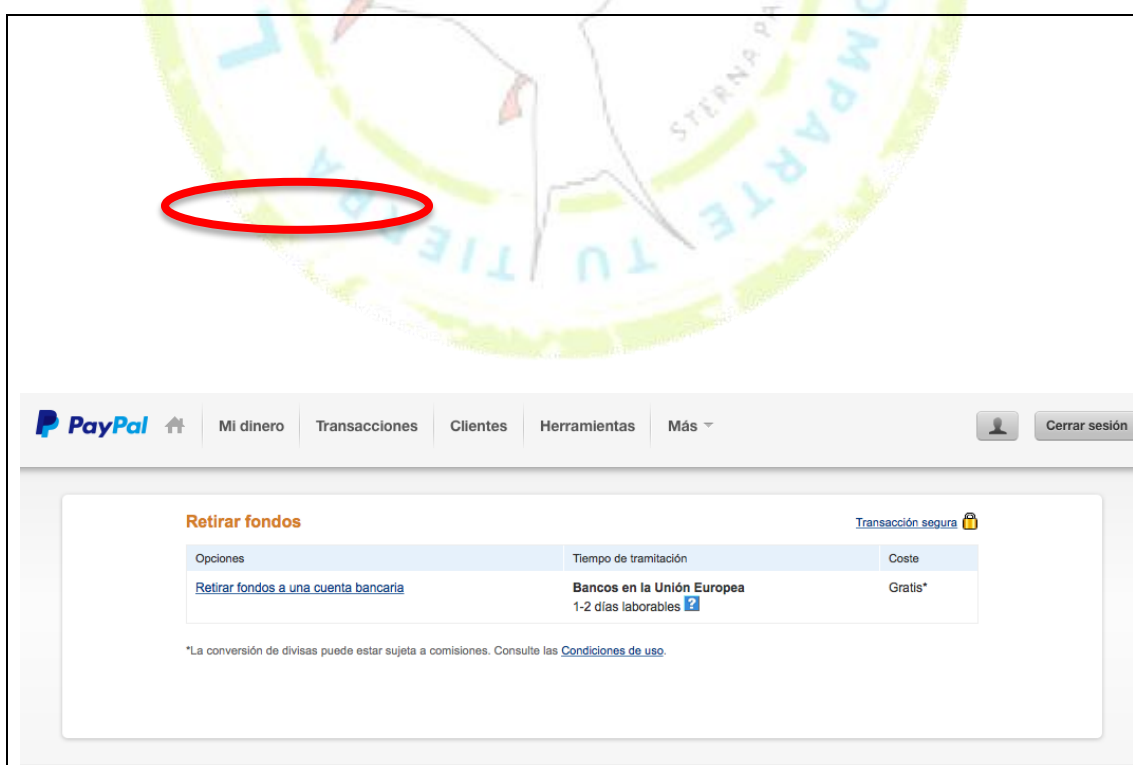 COMPARTE TU TIERRA
STERNA PA
PayPal Mi dinero Transacciones Clientes Herramientas Más Cerrar sesión
Retirar fondos Transacción segura
Opciones Tiempo de tramitación Coste
Retirar fondos a una cuenta bancaria Bancos en la Unión Europea Gratis*
1-2 días laborables ?
*La conversión de divisas puede estar sujeta a comisiones. Consulte las Condiciones de uso.